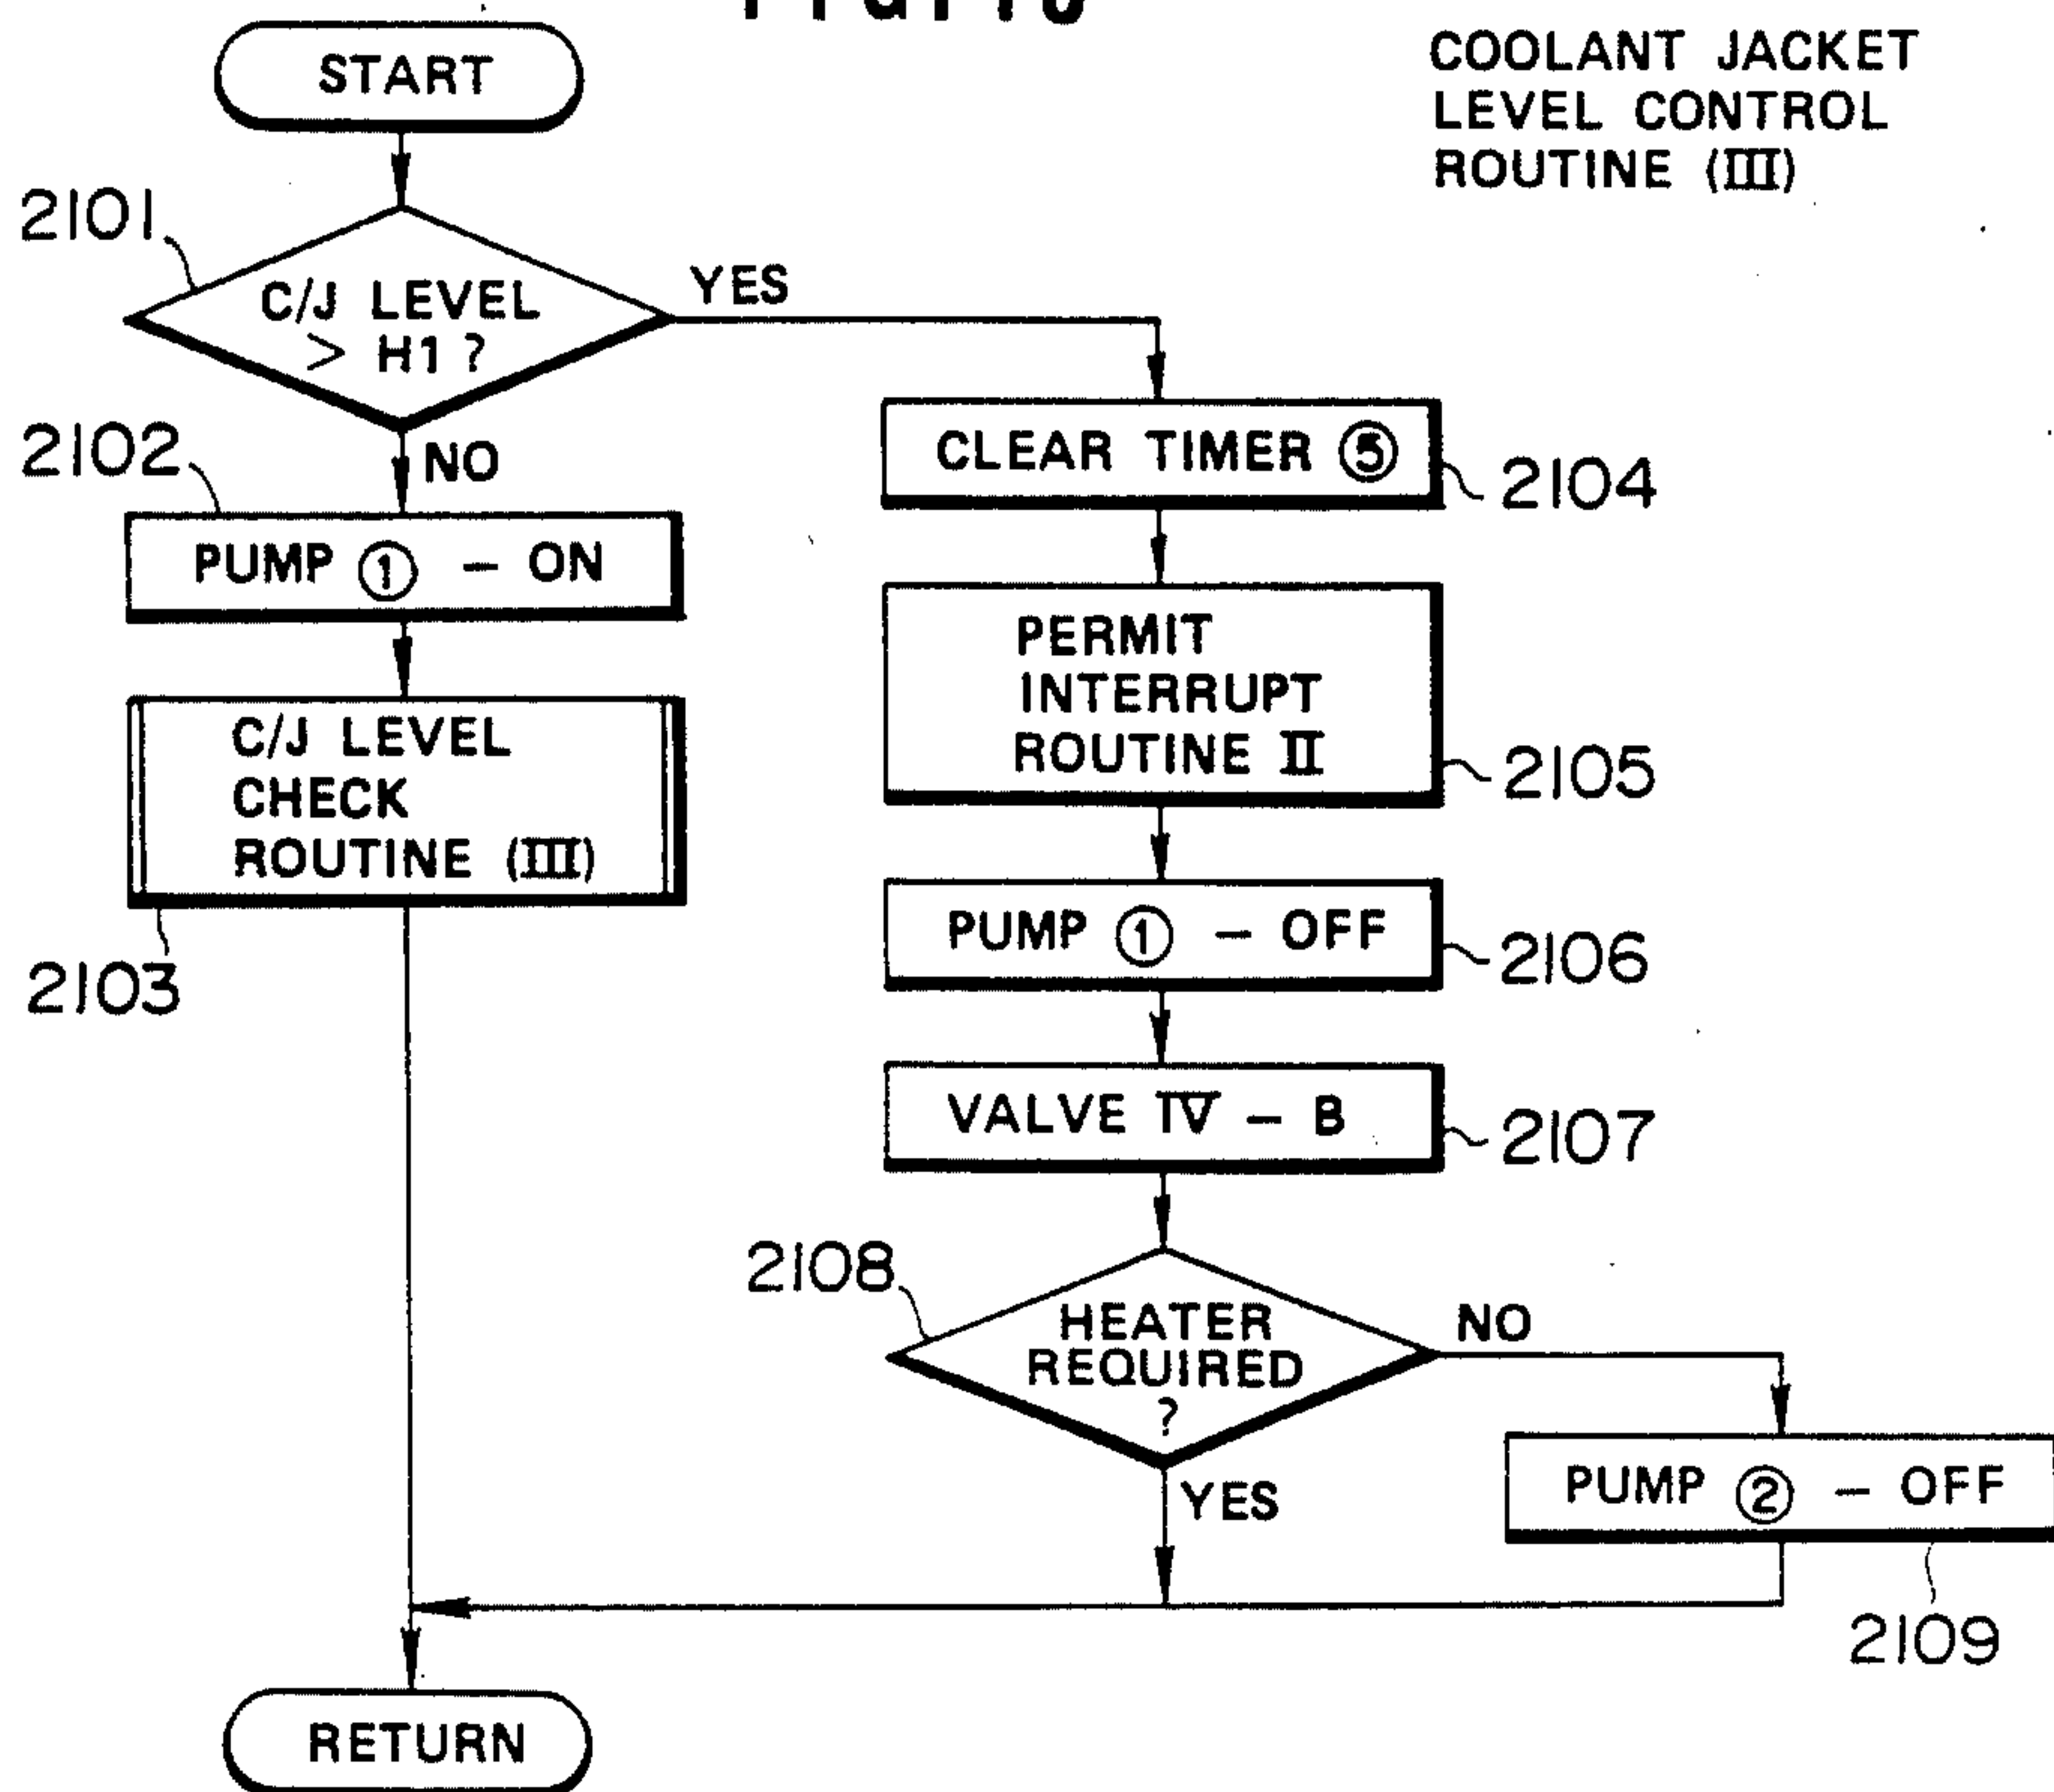 COOLANT JACKET
LEVEL CONTROL
ROUTINE (III)
START
2101
C/J LEVEL
> H1 ?
YES
NO
2102
PUMP ① – ON
C/J LEVEL
CHECK
ROUTINE (III)
2103
CLEAR TIMER ⑤
2104
PERMIT
INTERRUPT
ROUTINE II
2105
PUMP ① – OFF
2106
VALVE IV – B
2107
2108
HEATER
REQUIRED
?
NO
YES
PUMP ② – OFF
2109
RETURN